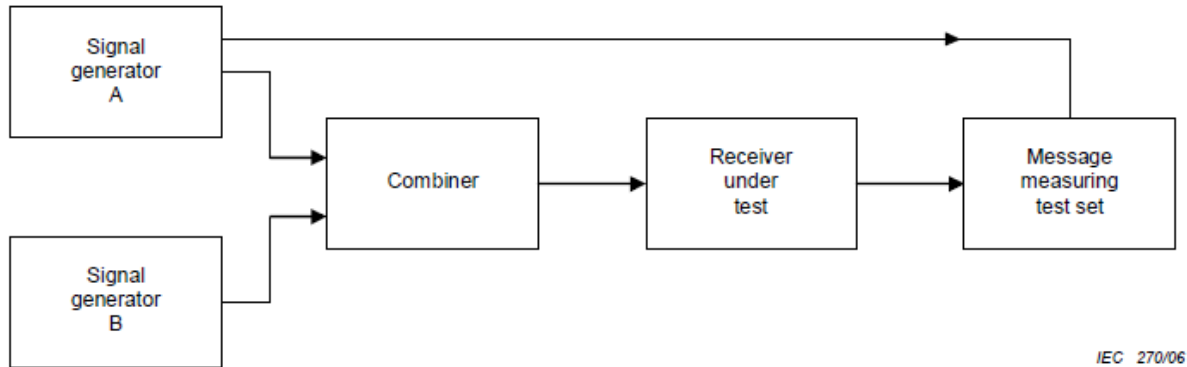 Signal
generator
A
Combiner
Receiver
under
test
Message
measuring
test set
Signal
generator
B
IEC 270/06